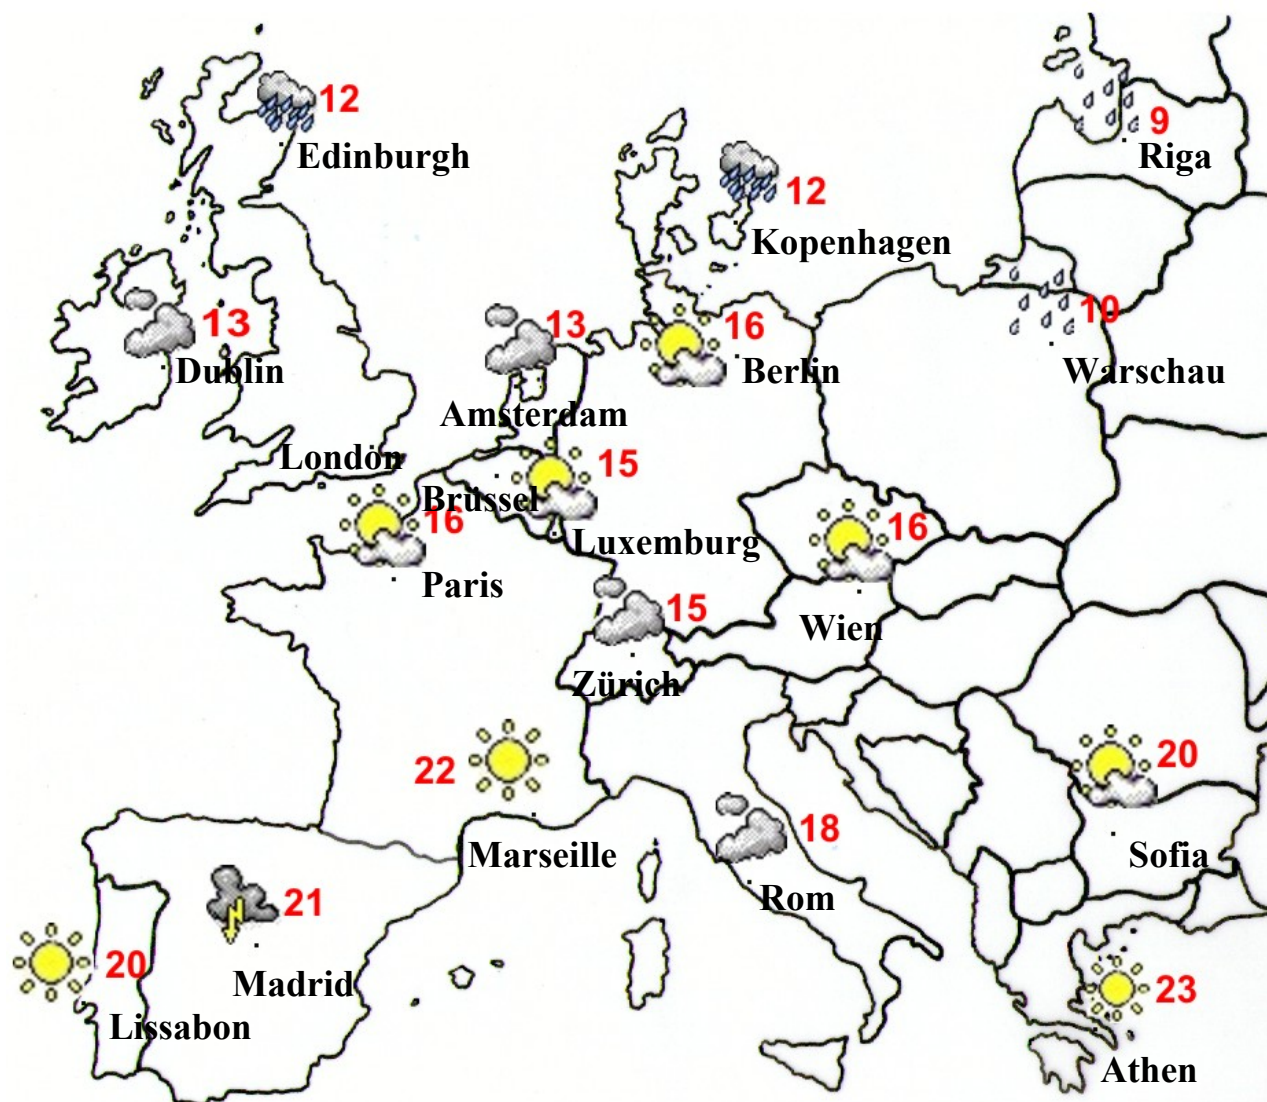 12
Edinburgh
9
Riga
12
Kopenhagen
13
Dublin
13
Amsterdam
16
Berlin
10
Warschau
London
Brüssel
15
Luxemburg
16
Paris
16
Wien
15
Zürich
22
Marseille
18
Rom
20
Sofia
21
Madrid
20
Lissabon
23
Athen